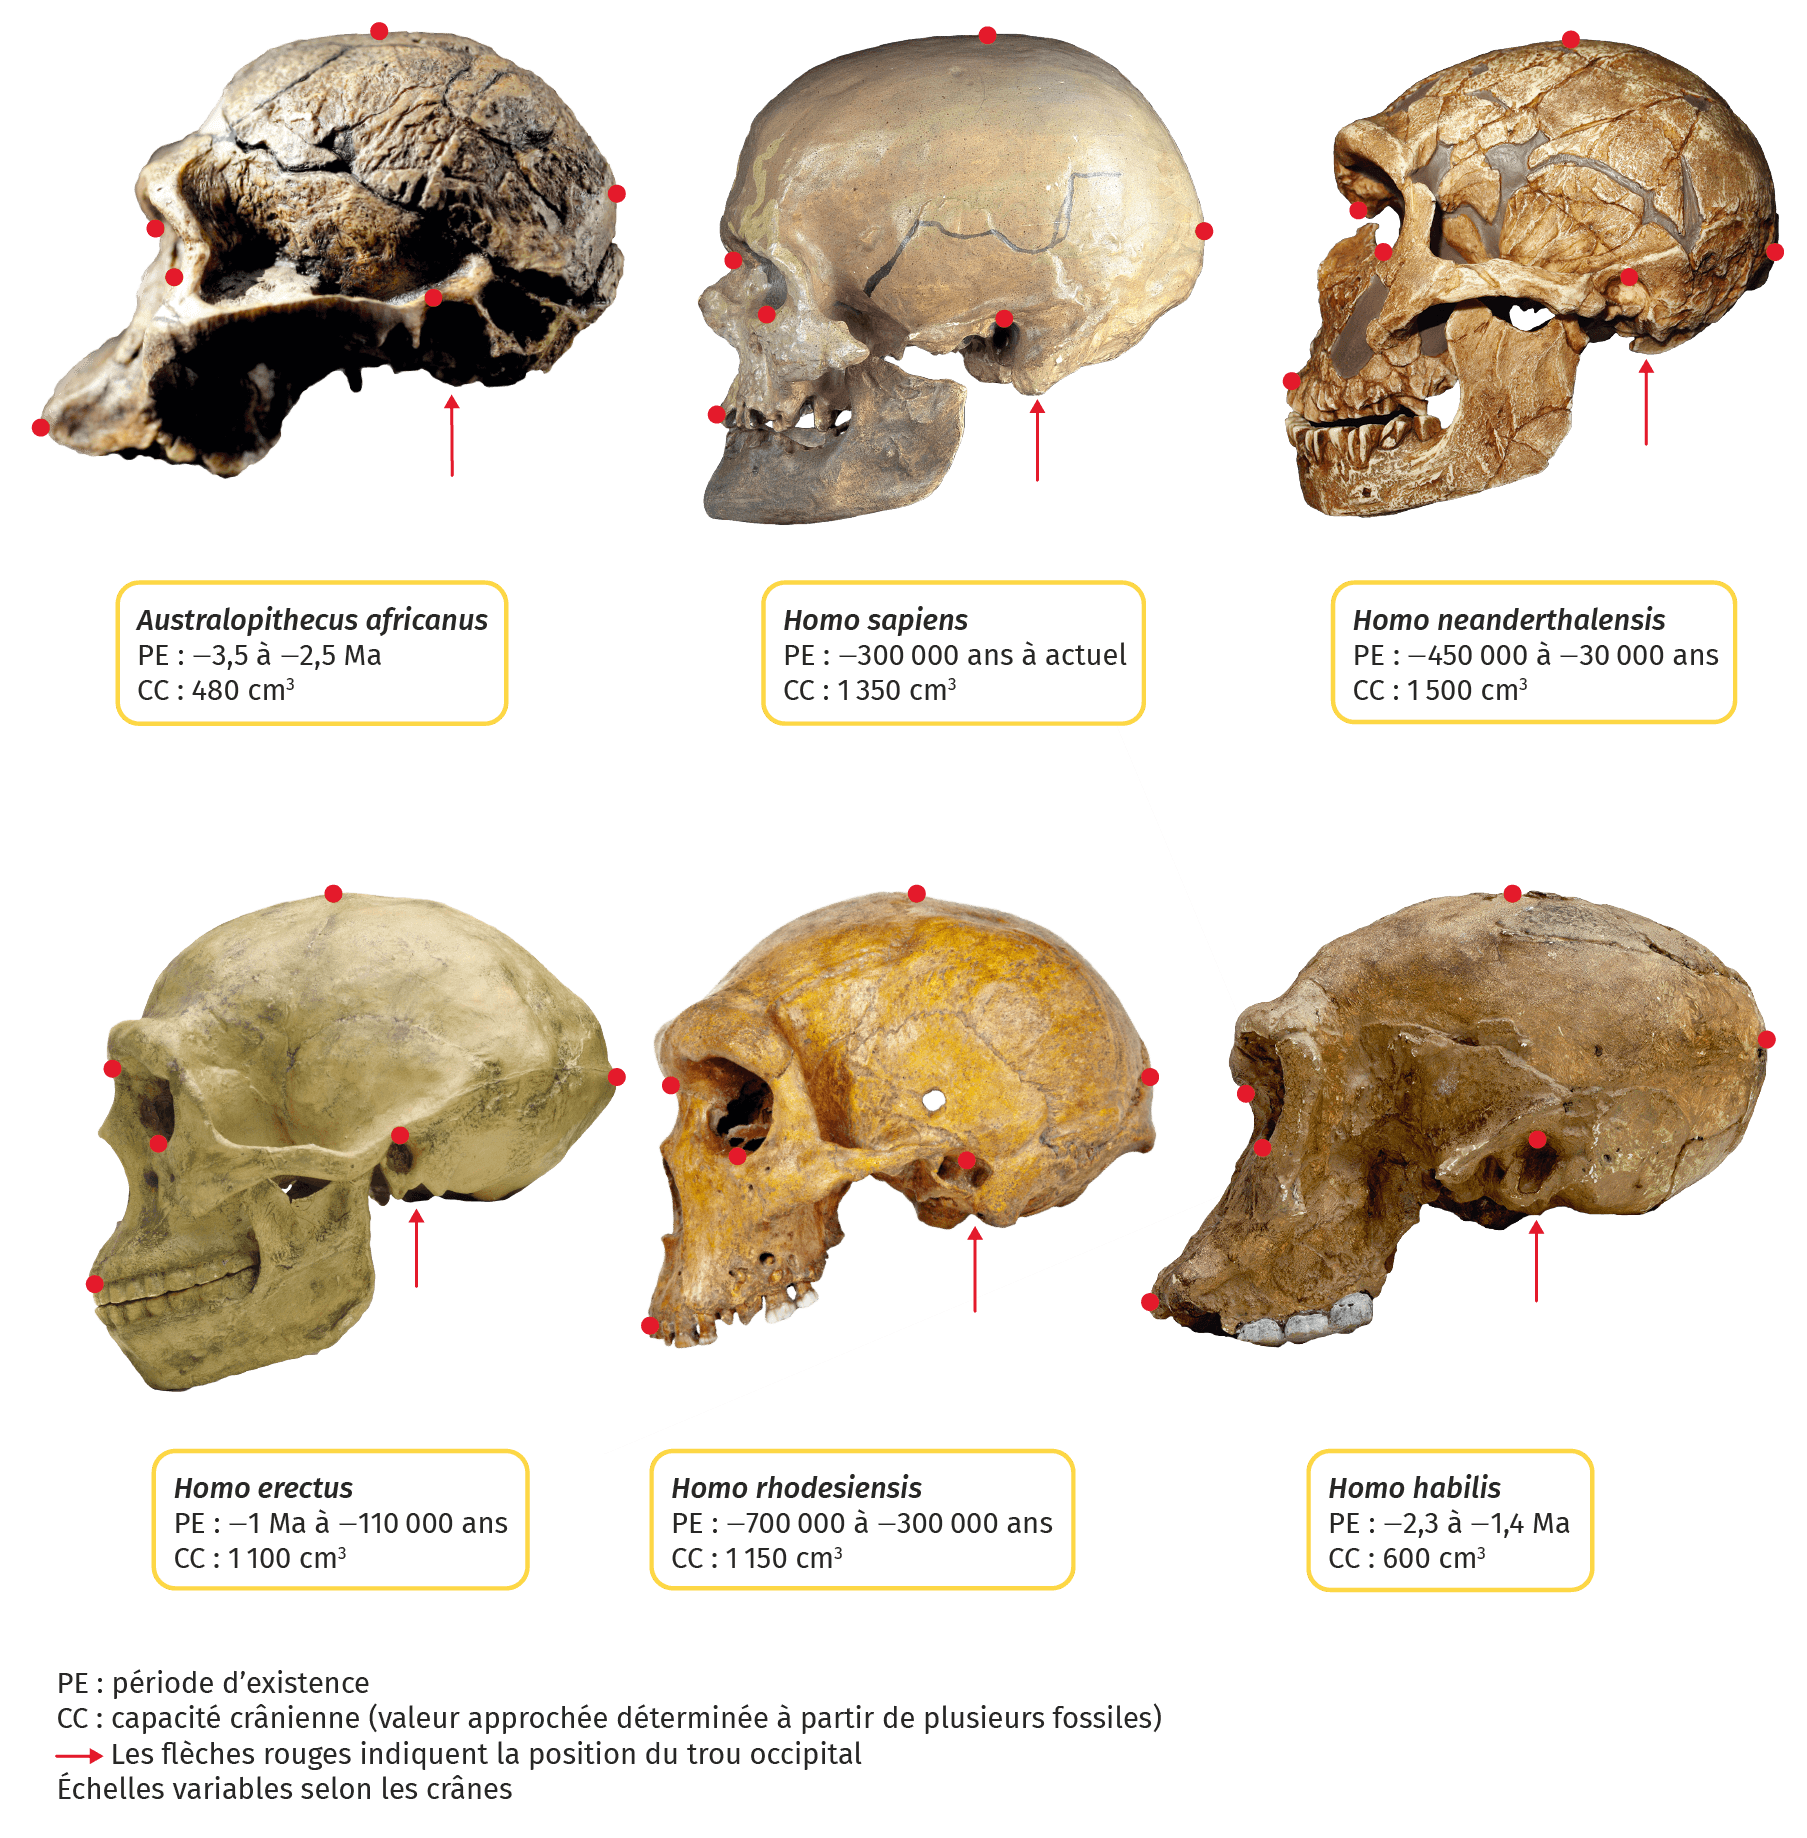 Australopithecus africanus
PE : −3,5 à −2,5 Ma
CC : 480 cm³
Homo sapiens
PE : −300 000 ans à actuel
CC : 1 350 cm³
Homo neanderthalensis
PE : −450 000 à −30 000 ans
CC : 1 500 cm³
Homo erectus
PE : −1 Ma à −110 000 ans
CC : 1 100 cm³
Homo rhodesiensis
PE : −700 000 à −300 000 ans
CC : 1 150 cm³
Homo habilis
PE : −2,3 à −1,4 Ma
CC : 600 cm³
PE : période d’existence
CC : capacité crânienne (valeur approchée déterminée à partir de plusieurs fossiles)
Les flèches rouges indiquent la position du trou occipital
Échelles variables selon les crânes